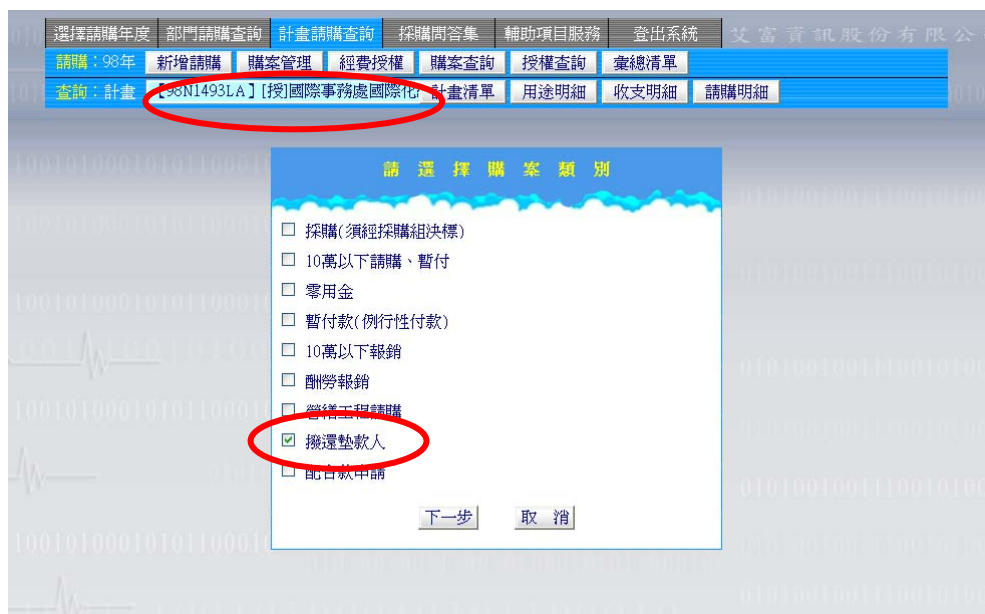 選擇請購年度 部門請購查詢 計畫請購查詢 採購問答集 輔助項目服務 登出系統 艾富資訊股份有限公
請購：98年 新增請購 購案管理 經費授權 購案查詢 授權查詢 彙總清單
查詢：計畫 【98N1493LA】[授]國際事務處國際化 計畫清單 用途明細 收支明細 請購明細
請選擇購案類別
採購(須經採購組決標)
10萬以下請購、暫付
零用金
暫付款(例行性付款)
10萬以下報銷
酬勞報銷
營繕工程請購
撥還墊款人
配合款申請
下一步 取消